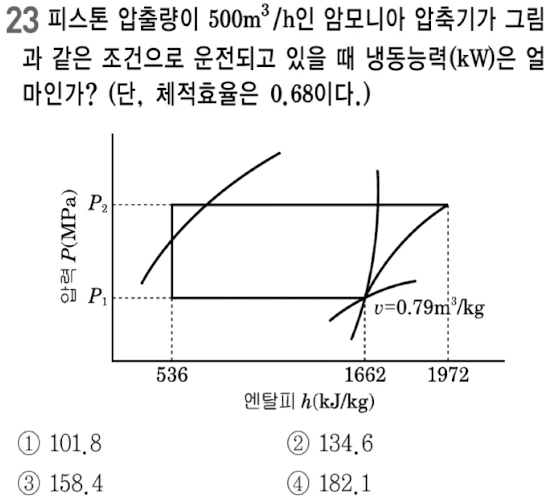 23 피스톤 압출량이 500m³/h인 암모니아 압축기가 그림
과 같은 조건으로 운전되고 있을 때 냉동능력(kW)은 얼
마인가? (단, 체적효율은 0.68이다.)
압력 P(MPa)
P₂
P₁
v=0.79m³/kg
536 1662 1972
엔탈피 h(kJ/kg)
① 101.8 ② 134.6
③ 158.4 ④ 182.1